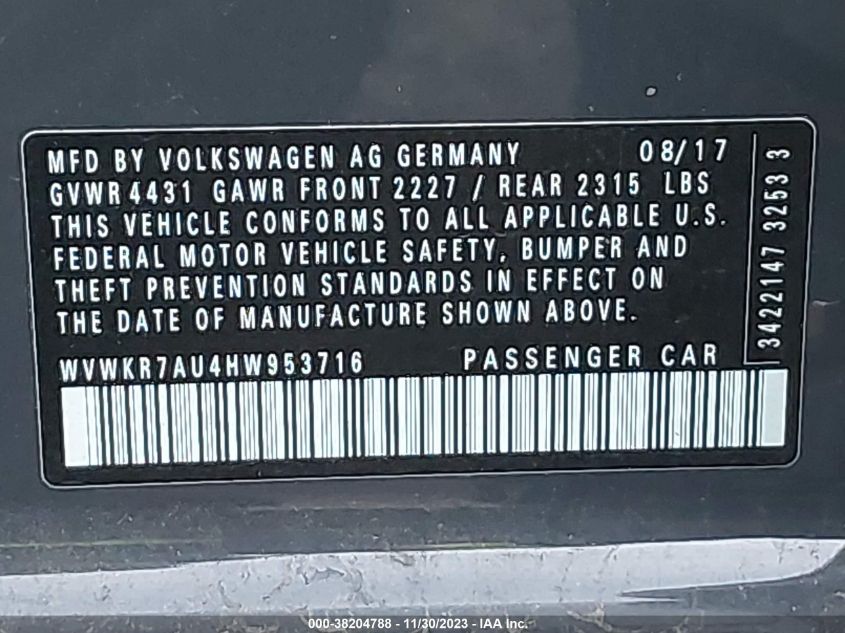 MFD BY VOLKSWAGEN AG GERMANY 08/17
GVWR 4431 GAWR FRONT 2227 / REAR 2315 LBS
THIS VEHICLE CONFORMS TO ALL APPLICABLE U.S.
FEDERAL MOTOR VEHICLE SAFETY, BUMPER AND
THEFT PREVENTION STANDARDS IN EFFECT ON
THE DATE OF MANUFACTURE SHOWN ABOVE.
WVWKR7AU4HW953716 PASSENGER CAR
3422147 3253 3
000-38204788 - 11/30/2023 - IAA Inc.